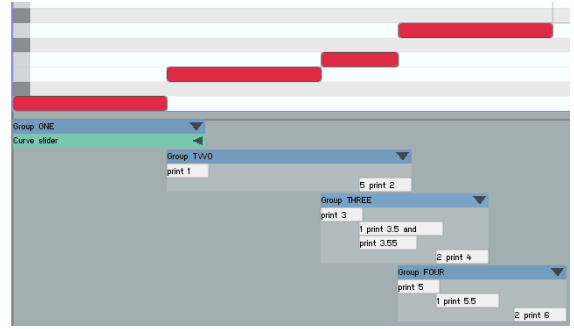 Group ONE
Curve slider
Group TWO
print 1
5 print 2
Group THREE
print 3
1 print 3.5 and
print 3.55
2 print 4
Group FOUR
print 5
1 print 5.5
2 print 6